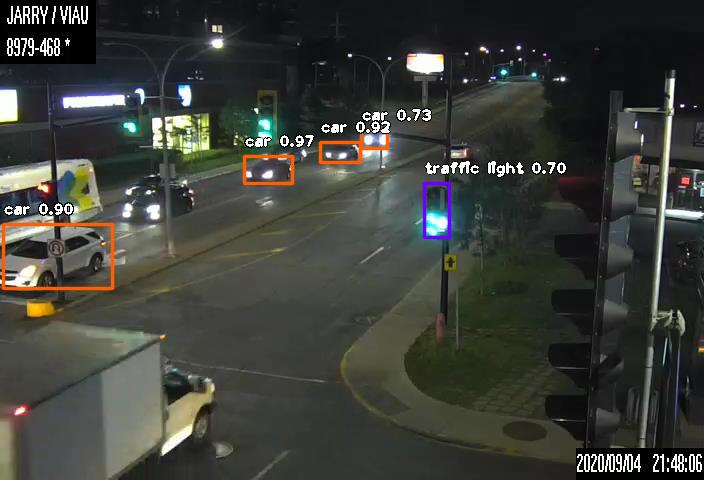 JARRY / VIAU
8979-468 *
car 0.73
car 0.92
car 0.97
traffic light 0.70
car 0.90
2020/09/04 21:48:06